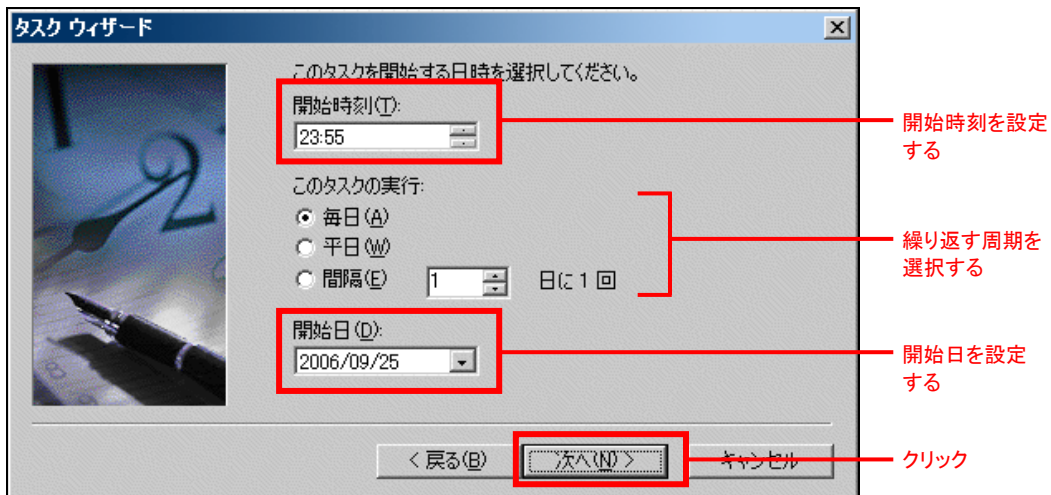 タスク ウィザード
このタスクを開始する日時を選択してください。
開始時刻(T):
23:55
開始時刻を設定
する
このタスクの実行:
毎日(A)
平日(W)
間隔(E) 1 日に 1 回
繰り返す周期を
選択する
開始日(D):
2006/09/25
開始日を設定
する
< 戻る(B) 次へ(N) > キャンセル
クリック
2